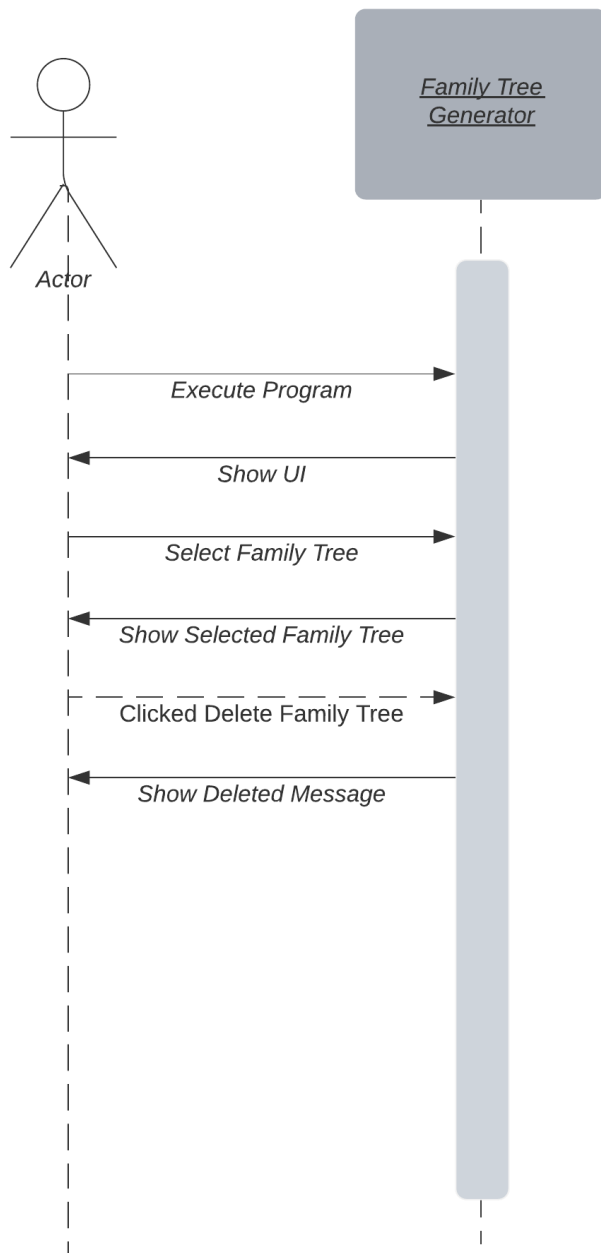 Family Tree
Generator
Actor
Execute Program
Show UI
Select Family Tree
Show Selected Family Tree
Clicked Delete Family Tree
Show Deleted Message